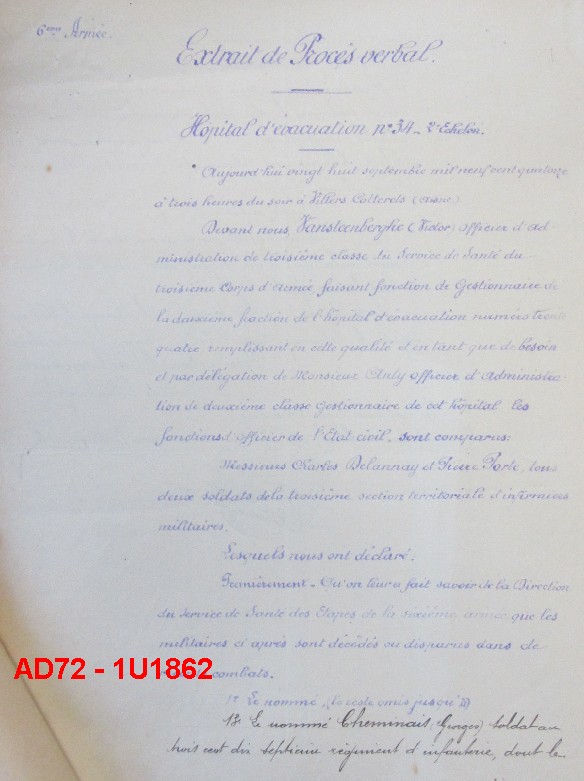 6eme Armée.
Extrait de Procès verbal.
Hôpital d'évacuation n° 34 - 2e Echelon.
Aujourd'hui vingt huit septembre mil neuf cent quatorze
à trois heures du soir à Villers Cotterets (Aisne)
Devant nous, Vansteenberghe (Victor) Officier d'Ad-
ministration de troisième classe du Service de Santé du
troisième Corps d'Armée faisant fonction de Gestionnaire de
la deuxième fraction de l'hôpital d'évacuation numéro trente
quatre remplissant en cette qualité et en tant que de besoin
et par délégation de Monsieur Anly Officier d'Administra-
tion de deuxième classe Gestionnaire de cet hôpital les
fonctions d'Officier de l'Etat civil, sont comparus:
Messieurs Charles Delannay et Pierre Porte, tous
deux soldats de la troisième section territoriale d'infirmiers
militaires.
Lesquels nous ont déclaré:
Premièrement - Qu'on leur a fait savoir de la Direction
du Service de Santé des Etapes de la sixième armée que les
militaires ci après sont décédés ou disparus dans de
combats.
AD72 - 1U1862
1° Le nommé, (le reste omis jusqu'à)
Le nommé Cheminais (Georges) soldat au
trois cent dix septième régiment d'infanterie, dont le